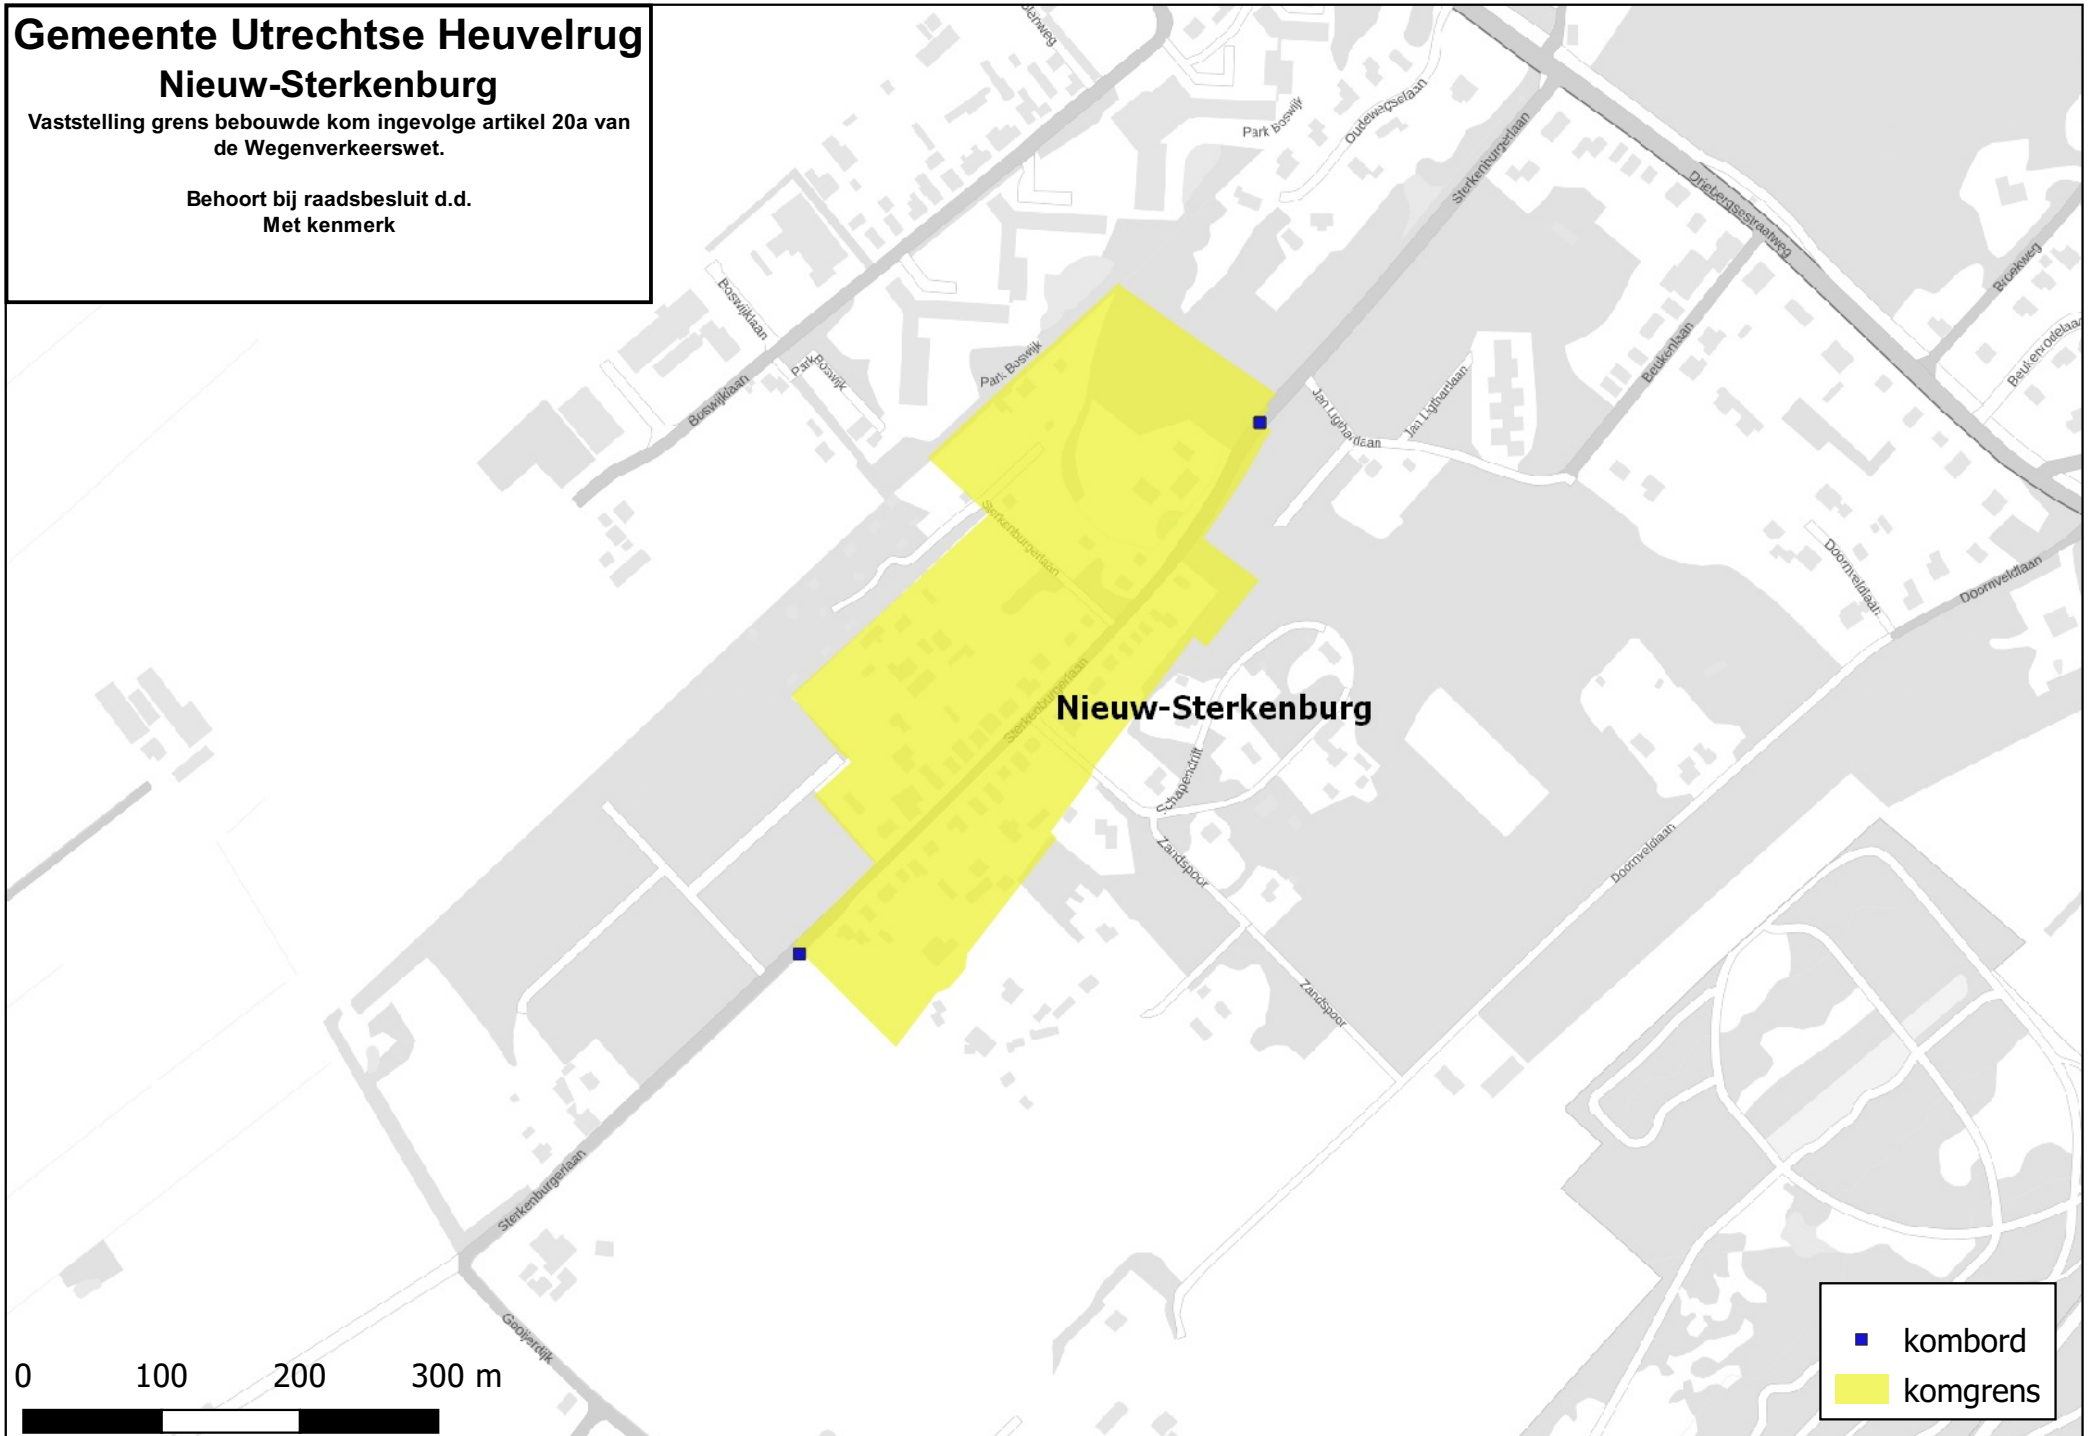 Gemeente Utrechtse Heuvelrug
Nieuw-Sterkenburg
Vaststelling grens bebouwde kom ingevolge artikel 20a van
de Wegenverkeerswet.
Behoort bij raadsbesluit d.d.
Met kenmerk
Park Boswijk
Oudewegselaan
Sterkenburgerlaan
Driebergsestraatweg
Broekweg
Boswijklaan
Park Boswijk
Boswijklaan
Park Boswijk
Jan Ligthartlaan
Jan Ligthartlaan
Beukenlaan
Sterkenburgerlaan
Doornveldlaan
Doornveldlaan
Sterkenburgerlaan
Nieuw-Sterkenburg
Schapendrift
Zandspoor
Doornveldlaan
Zandspoor
Sterkenburgerlaan
Gooijerdijk
0 100 200 300 m
kombord
komgrens